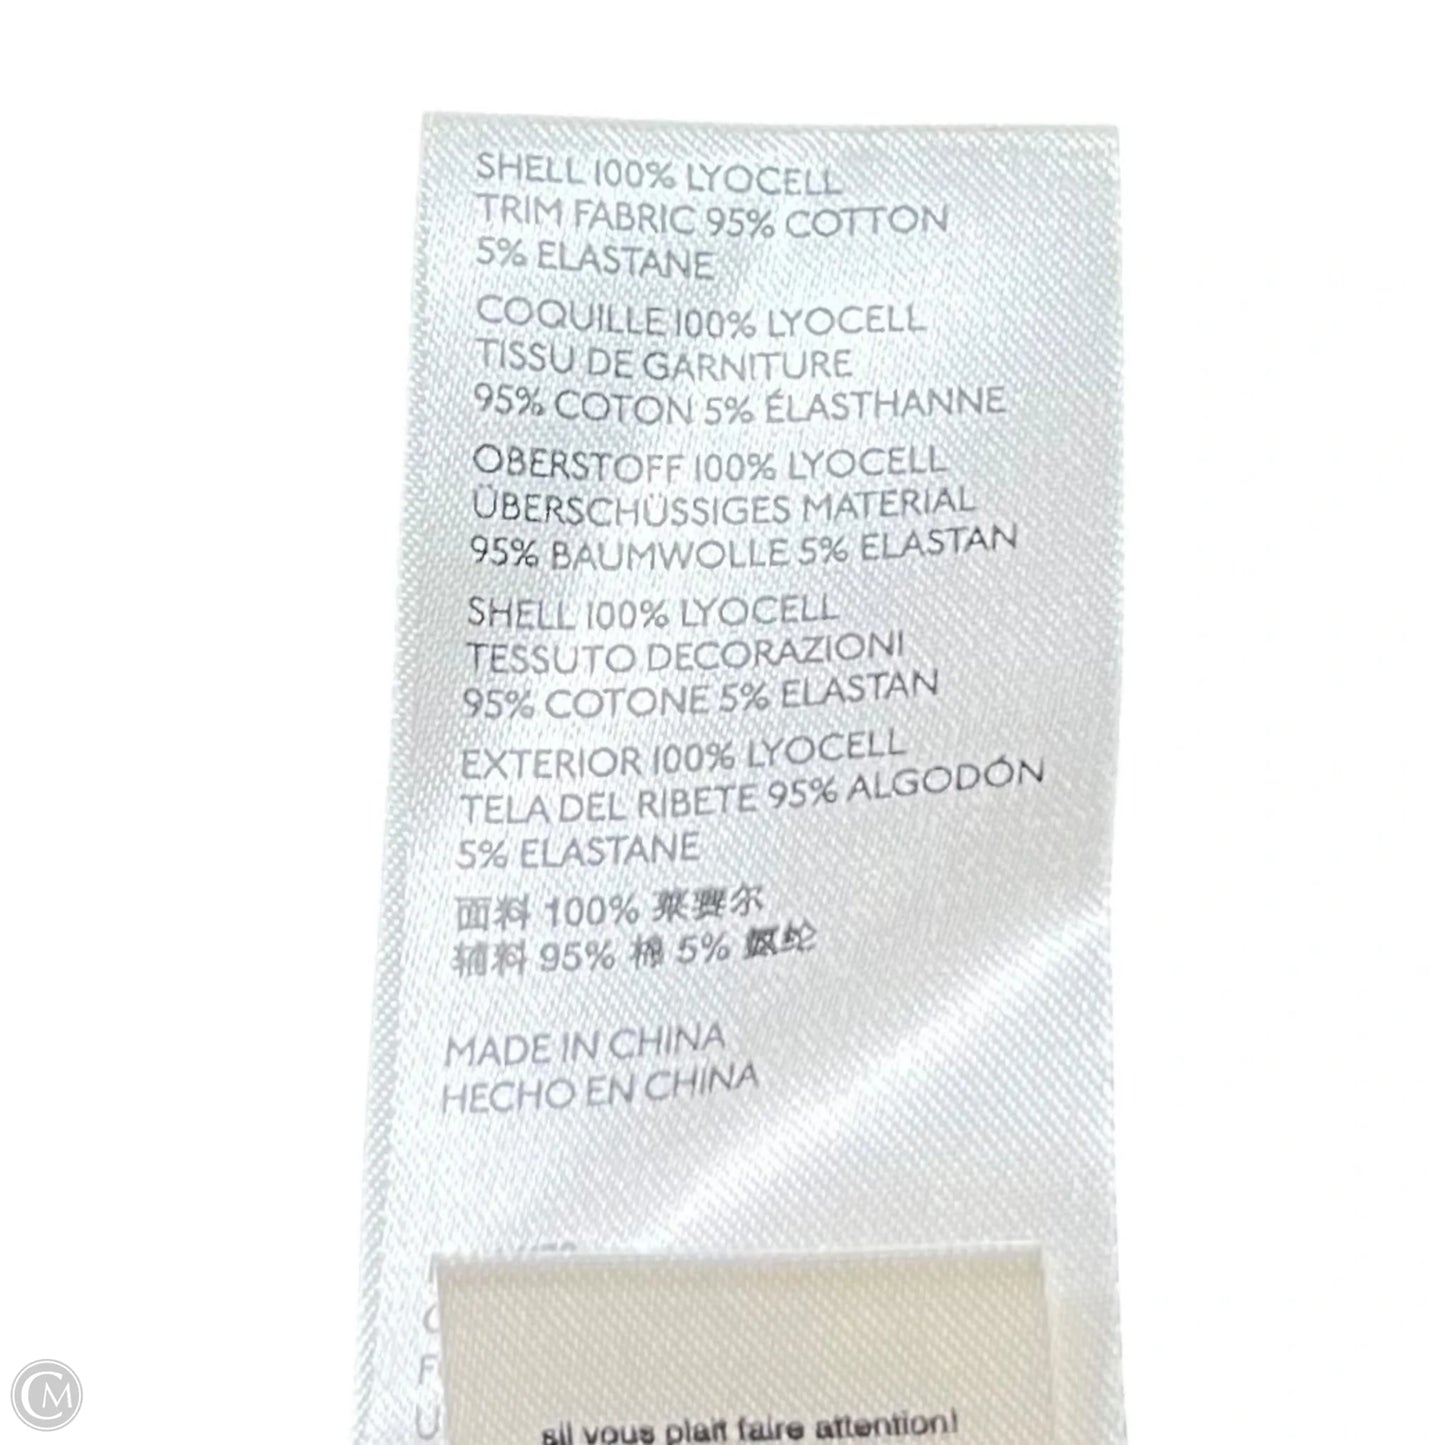 SHELL 100% LYOCELL
TRIM FABRIC 95% COTTON
5% ELASTANE
COQUILLE 100% LYOCELL
TISSU DE GARNITURE
95% COTON 5% ÉLASTHANNE
OBERSTOFF 100% LYOCELL
ÜBERSCHÜSSIGES MATERIAL
95% BAUMWOLLE 5% ELASTAN
SHELL 100% LYOCELL
TESSUTO DECORAZIONI
95% COTONE 5% ELASTAN
EXTERIOR 100% LYOCELL
TELA DEL RIBETE 95% ALGODÓN
5% ELASTANE
面料 100% 莱赛尔
辅料 95% 棉 5% 氨纶
MADE IN CHINA
HECHO EN CHINA
sil vous plait faire attention!
CM